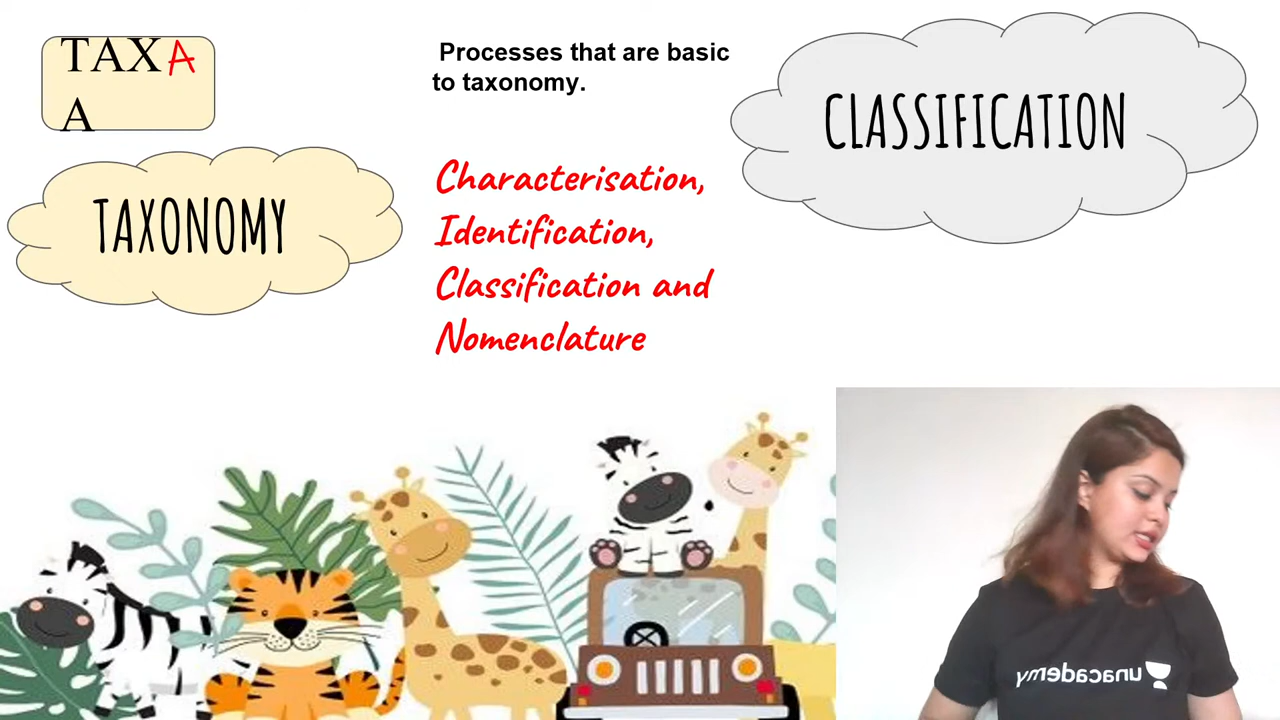 TAXA
A
TAXONOMY
Processes that are basic
to taxonomy.
Characterisation,
Identification,
Classification and
Nomenclature
CLASSIFICATION
unacademy